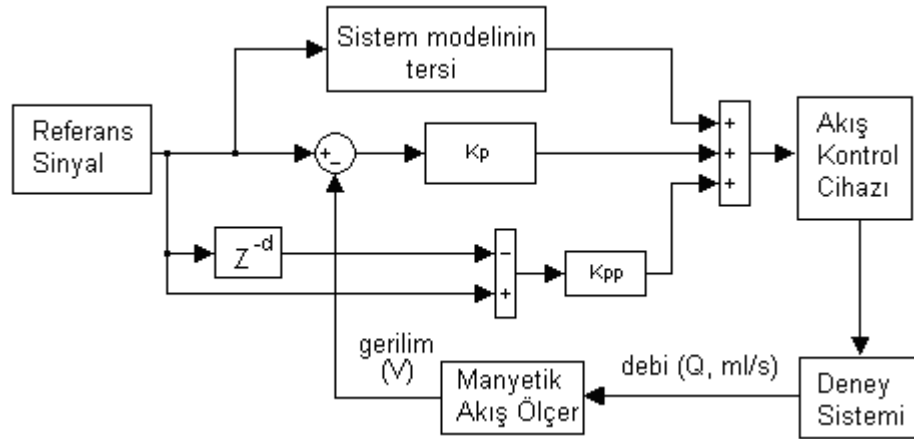 Sistem modelinin
tersi
Referans
Sinyal
+
−
Kp
+
+
+
Akış
Kontrol
Cihazı
Z⁻ᵈ
−
+
Kpp
gerilim
(V)
Manyetik
Akış Ölçer
debi (Q, ml/s)
Deney
Sistemi